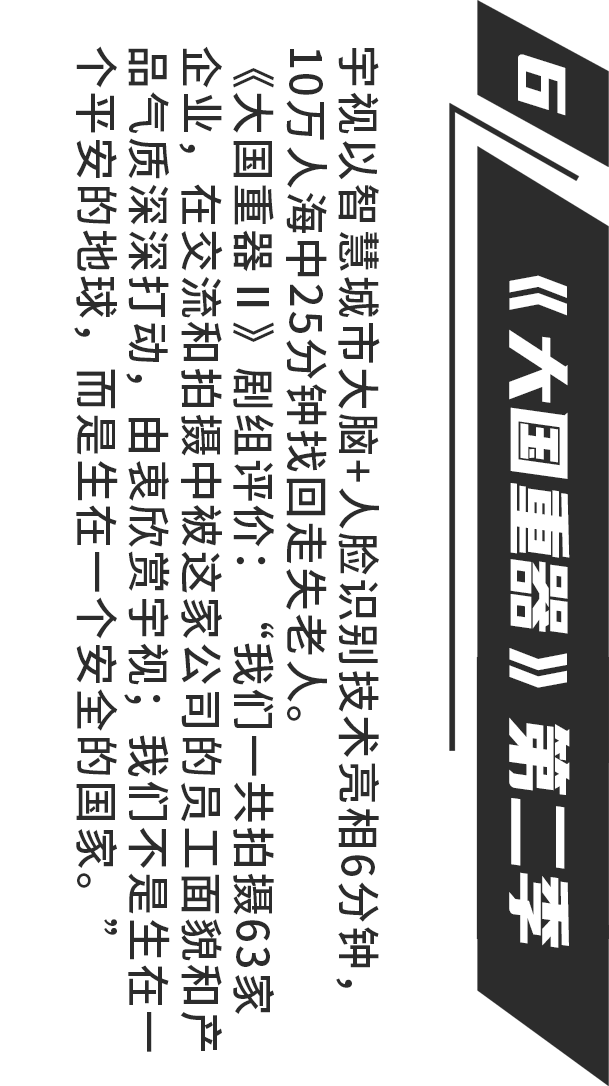 6
《大国重器》第二季
宇视以智慧城市大脑+人脸识别技术亮相6分钟，
10万人海中25分钟找回走失老人。
《大国重器Ⅱ》剧组评价：“我们一共拍摄63家
企业，在交流和拍摄中被这家公司的员工面貌和产
品气质深深打动，由衷欣赏宇视；我们不是生在一
个平安的地球，而是生在一个安全的国家。”